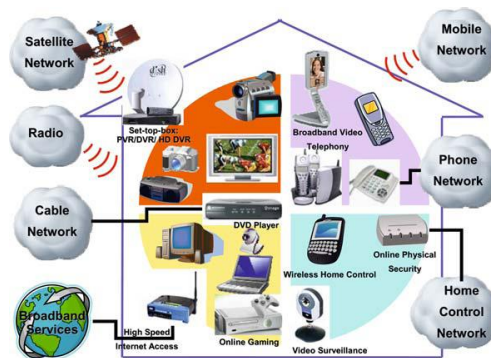 Satellite
Network
Mobile
Network
Set-top-box:
PVR/DVR/ HD DVR
Broadband Video
Telephony
Radio
Phone
Network
Cable
Network
DVD Player
Wireless Home Control
Online Physical
Security
Broadband
Services
High Speed
Internet Access
Online Gaming
Video Surveillance
Home
Control
Network